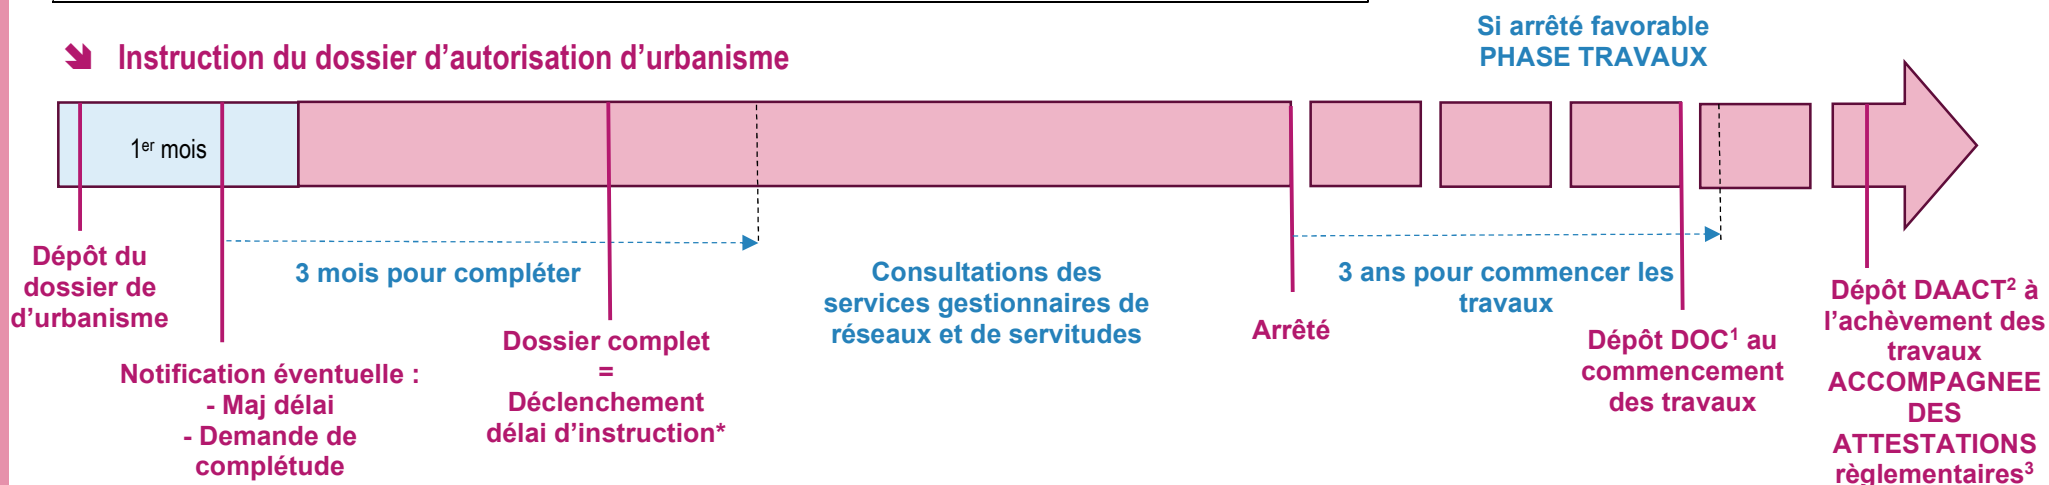 Si arrêté favorable
PHASE TRAVAUX
Instruction du dossier d'autorisation d'urbanisme
1er mois
Dépôt du
dossier de
d'urbanisme
3 mois pour compléter
Notification éventuelle :
- Maj délai
- Demande de
complétude
Dossier complet
=
Déclenchement
délai d'instruction*
Consultations des
services gestionnaires de
réseaux et de servitudes
Arrêté
3 ans pour commencer les
travaux
Dépôt DOC1 au
commencement
des travaux
Dépôt DAACT2 à
l'achèvement des
travaux
ACCOMPAGNEE
DES
ATTESTATIONS
règlementaires3